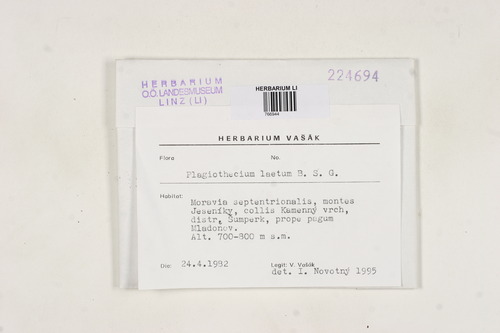 HERBARIUM
O.Ö. LANDESMUSEUM
LINZ (LI)
HERBARIUM LI
224694
HERBARIUM VAŠÁK
Flora
No.
Plagiothecium laetum B. S. G.
Habitat:
Moravia septentrionalis, montes
Jeseníky, collis Kamenný vrch,
distr. Šumperk, prope pagum
Mladoňov.
Alt. 700-800 m s.m.
Die: 24.4.1982
Legit: V. Vašák
det. I. Novotný 1995